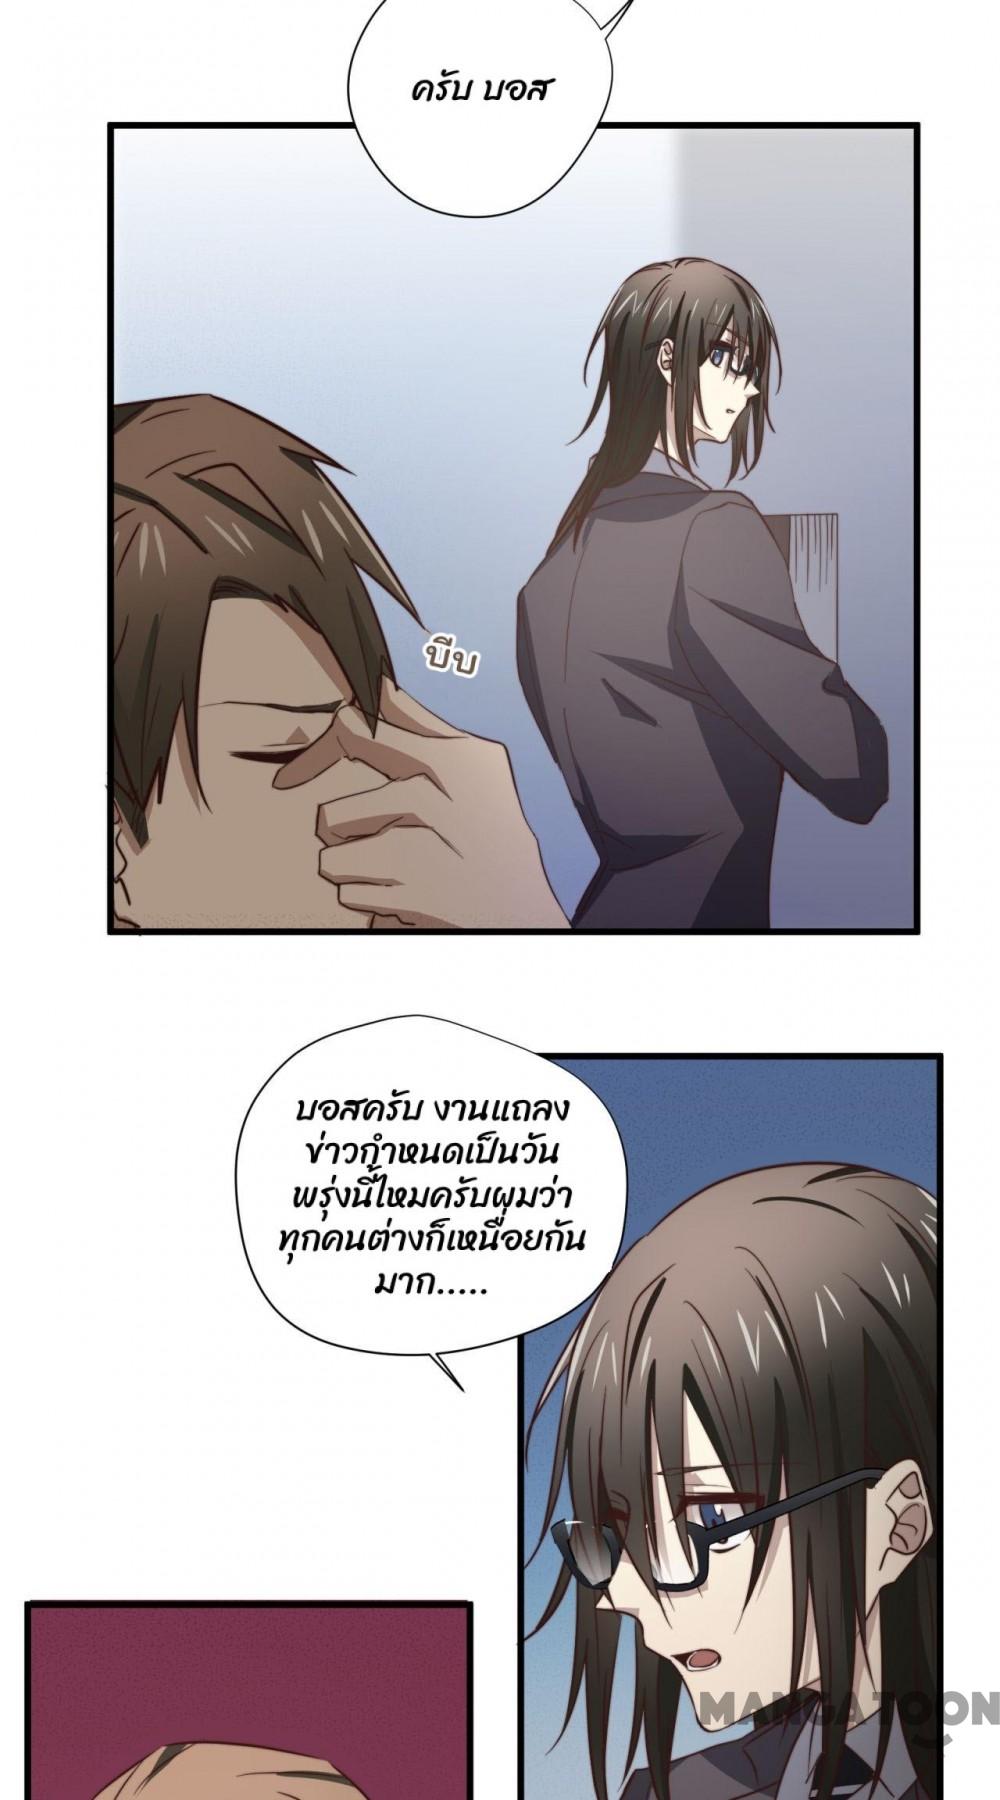 ครับ บอส
บีบ
บอสครับ งานแถลง
ข่าวกำหนดเป็นวัน
พรุ่งนี้ไหมครับผมว่า
ทุกคนต่างก็เหนื่อยกัน
มาก.....
MANGATOON